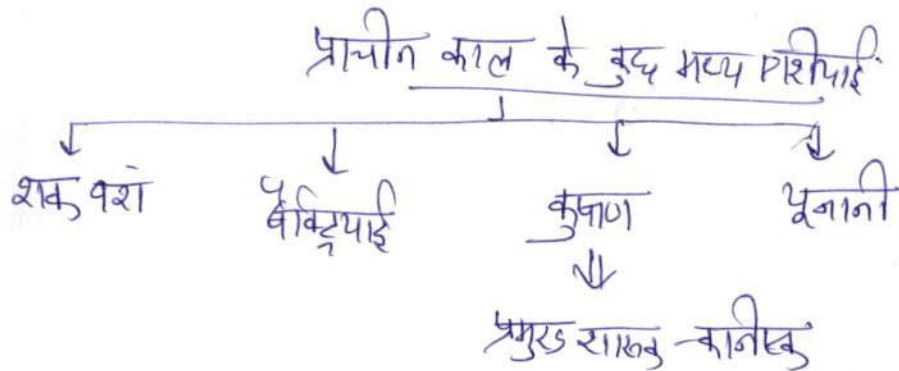 प्राचीन काल के कुछ मध्य एशियाई
शक वंश बैक्ट्रियाई कुषाण यूनानी
प्रमुख शासक - कनिष्क